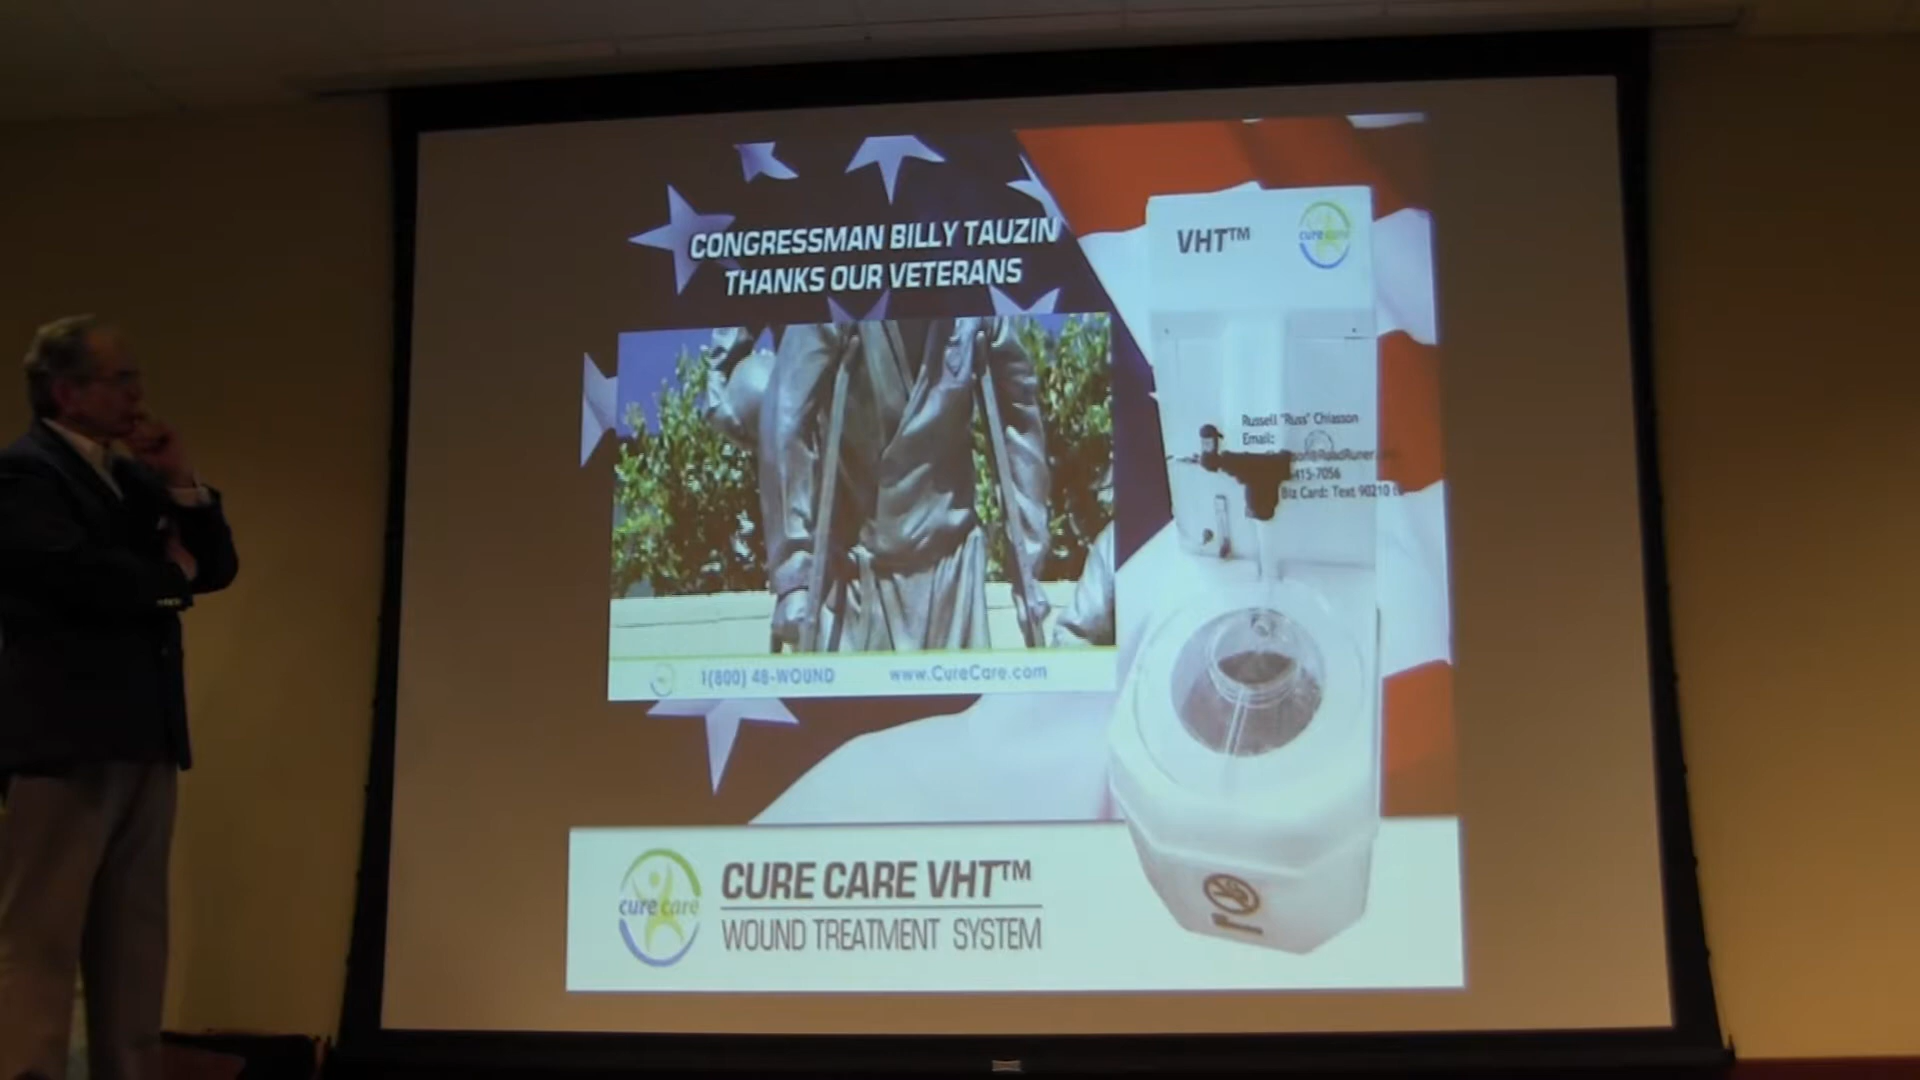 CONGRESSMAN BILLY TAUZIN
THANKS OUR VETERANS
VHT™
cure care
Russell "Russ" Chiasson
Email:
415-7056
Biz Card: Text 90210
1(800) 48-WOUND
www.CureCare.com
cure care
CURE CARE VHT™
WOUND TREATMENT SYSTEM